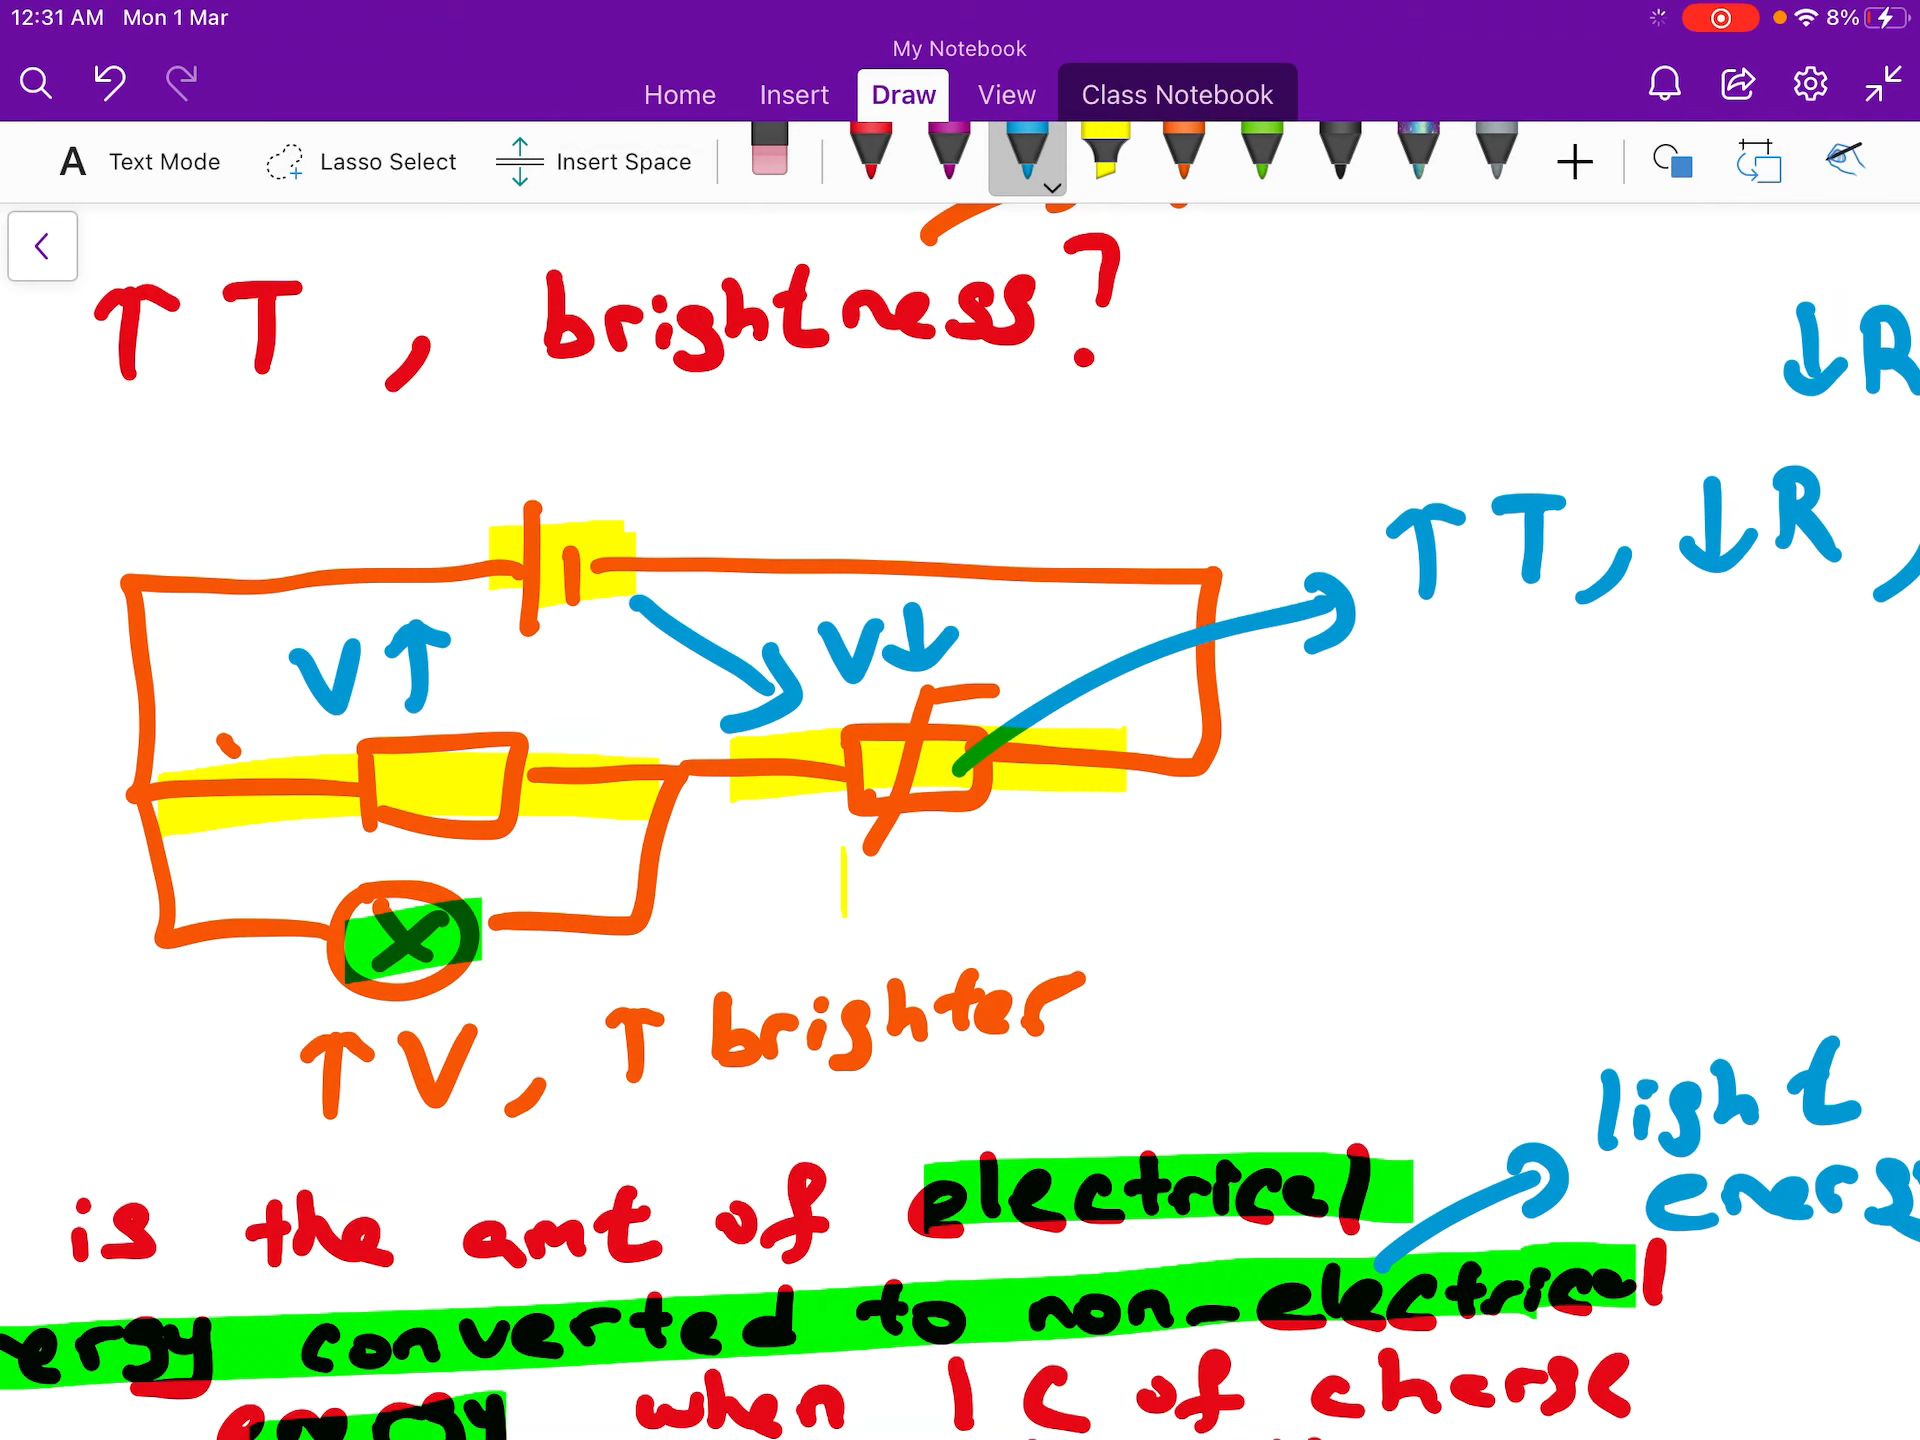 12:31 AM Mon 1 Mar
8%
My Notebook
Home Insert Draw View Class Notebook
A Text Mode Lasso Select Insert Space
↑ T , brightness?
↓R
↑ T, ↓ R ,
V ↑
V↓
↑ V , ↑ brighter
light
energy
is the amt of electrical
ergy converted to non-electrical
energy when 1 C of charge